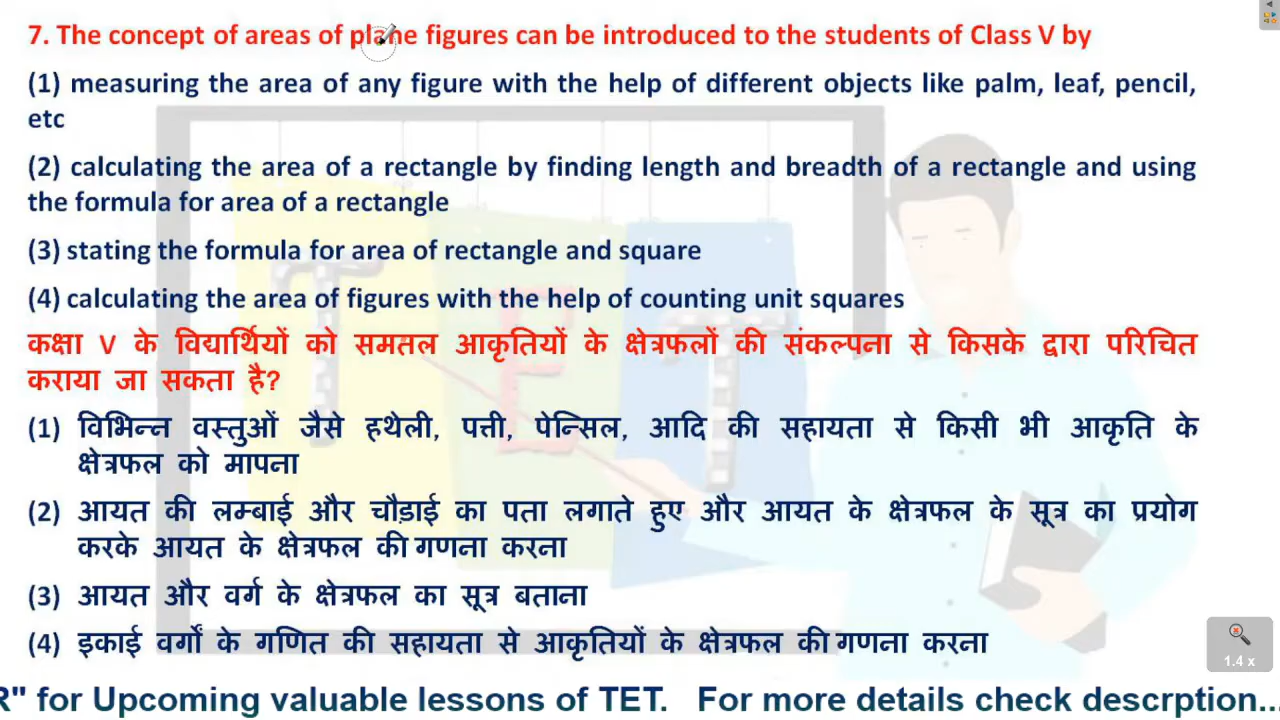 7. The concept of areas of plane figures can be introduced to the students of Class V by
(1) measuring the area of any figure with the help of different objects like palm, leaf, pencil,
etc
(2) calculating the area of a rectangle by finding length and breadth of a rectangle and using
the formula for area of a rectangle
(3) stating the formula for area of rectangle and square
(4) calculating the area of figures with the help of counting unit squares
कक्षा V के विद्यार्थियों को समतल आकृतियों के क्षेत्रफलों की संकल्पना से किसके द्वारा परिचित
कराया जा सकता है?
(1) विभिन्न वस्तुओं जैसे हथेली, पत्ती, पेन्सिल, आदि की सहायता से किसी भी आकृति के
क्षेत्रफल को मापना
(2) आयत की लम्बाई और चौड़ाई का पता लगाते हुए और आयत के क्षेत्रफल के सूत्र का प्रयोग
करके आयत के क्षेत्रफल की गणना करना
(3) आयत और वर्ग के क्षेत्रफल का सूत्र बताना
(4) इकाई वर्गों के गणित की सहायता से आकृतियों के क्षेत्रफल की गणना करना
TET
1.4 x
R" for Upcoming valuable lessons of TET. For more details check descrption...